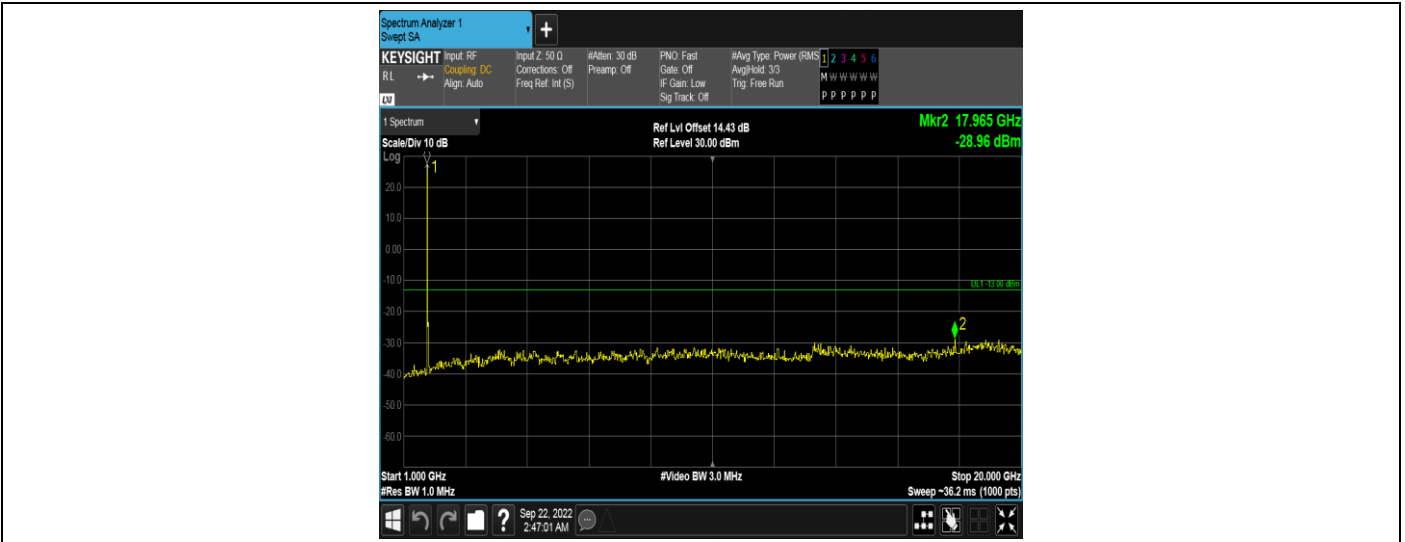 Spectrum Analyzer 1
Swept SA
+
KEYSIGHT Input: RF Input Z: 50 Ω #Atten: 30 dB PNO: Fast #Avg Type: Power (RMS 1 2 3 4 5 6
RL Coupling: DC Corrections: Off Preamp: Off Gate: Off Avg|Hold: 3/3 M W W W W W
Align: Auto Freq Ref: Int (S) IF Gain: Low Trig: Free Run
Sig Track: Off P P P P P P
1 Spectrum
Ref Lvl Offset 14.43 dB Mkr2 17.965 GHz
Scale/Div 10 dB Ref Level 30.00 dBm -28.96 dBm
Log
1
20.0
10.0
0.00
-10.0
DL1 -13.00 dBm
-20.0
2
-30.0
-40.0
-50.0
-60.0
Start 1.000 GHz #Video BW 3.0 MHz Stop 20.000 GHz
#Res BW 1.0 MHz Sweep ~36.2 ms (1000 pts)
? Sep 22, 2022
2:47:01 AM